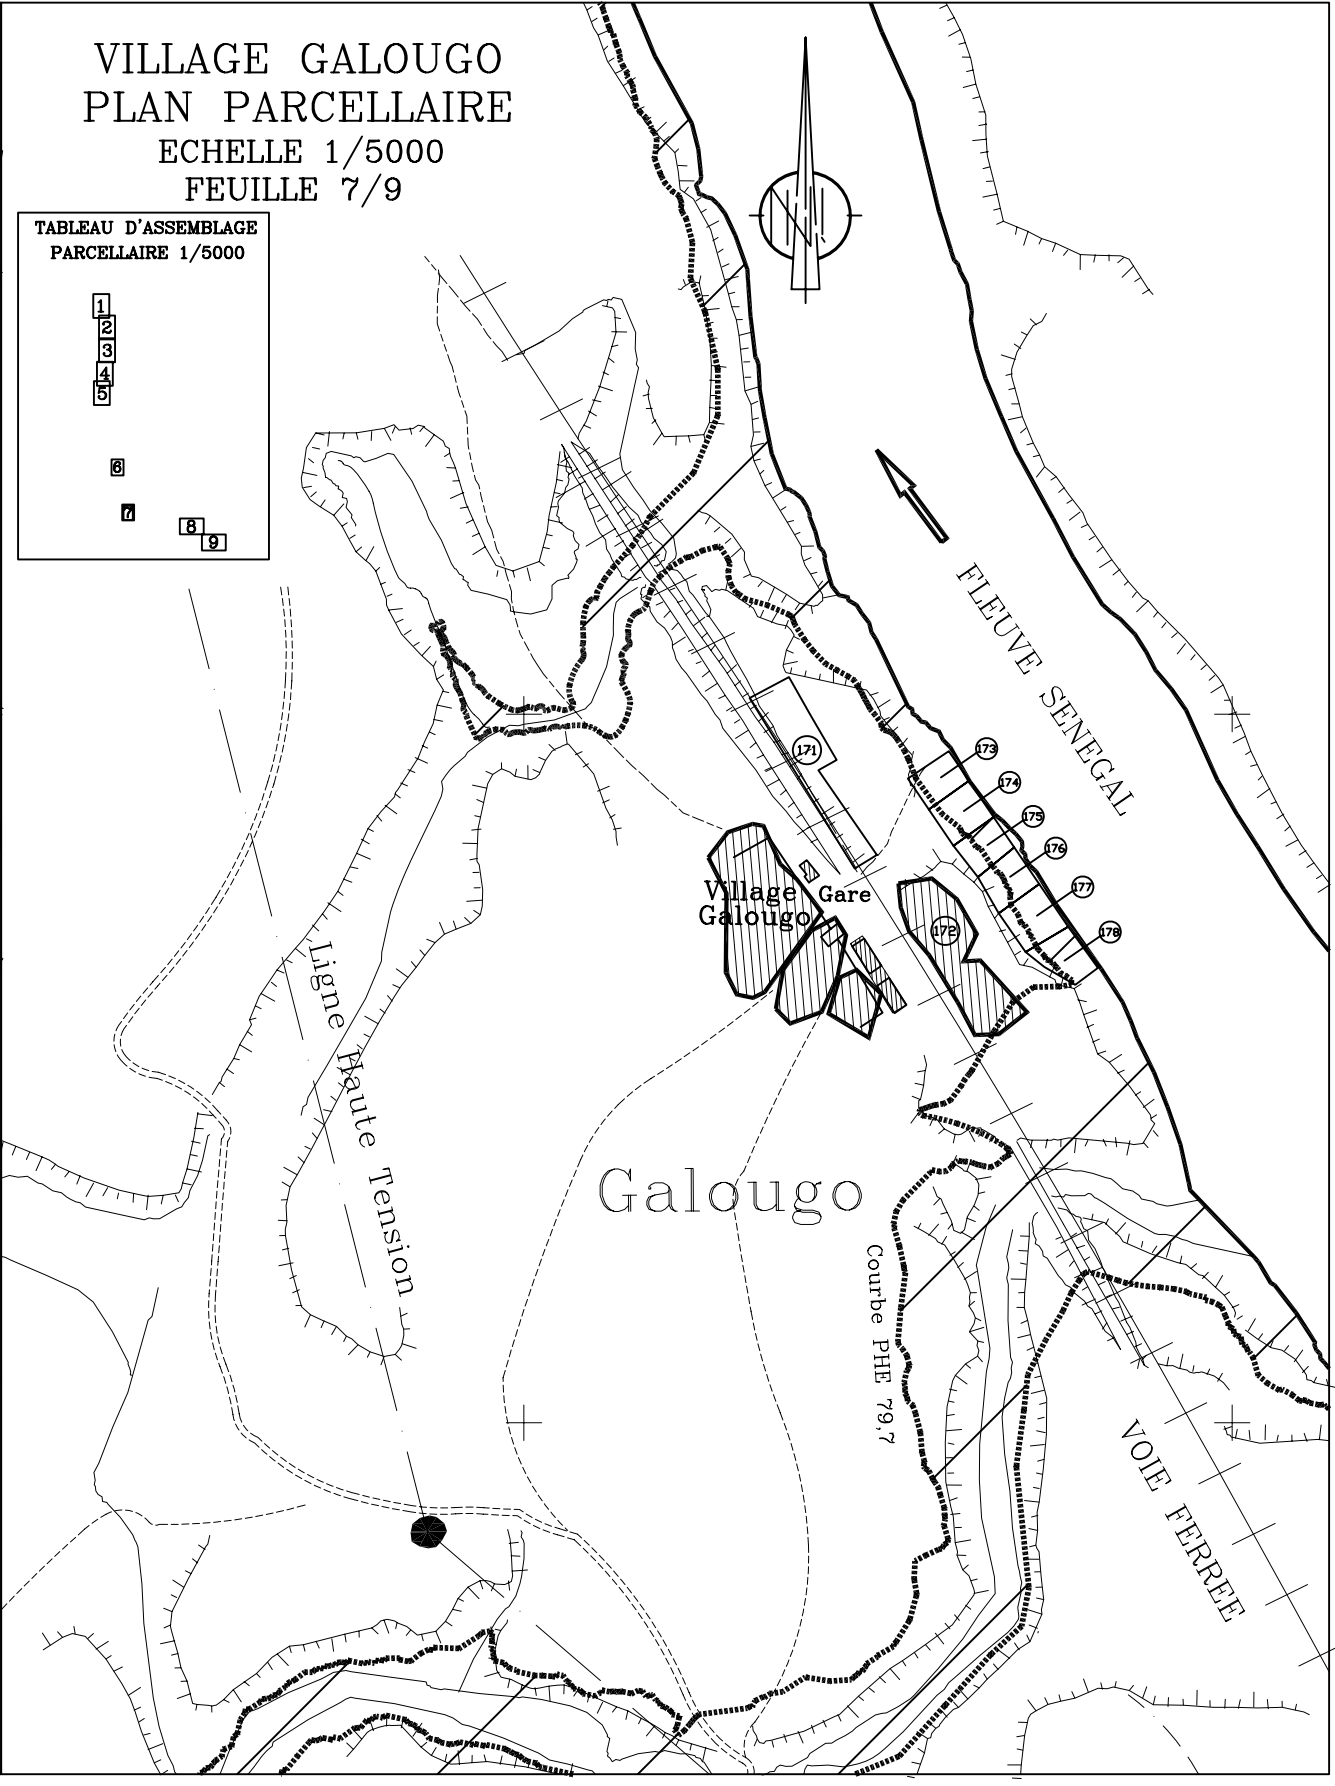 VILLAGE GALOUGO
PLAN PARCELLAIRE
ECHELLE 1/5000
FEUILLE 7/9
TABLEAU D'ASSEMBLAGE
PARCELLAIRE 1/5000
1
2
3
4
5
6
7
8
9
FLEUVE SENEGAL
171
173
174
175
176
177
178
172
Village
Galougo
Gare
Ligne Haute Tension
Galougo
Courbe PHE 79,7
VOIE FERREE